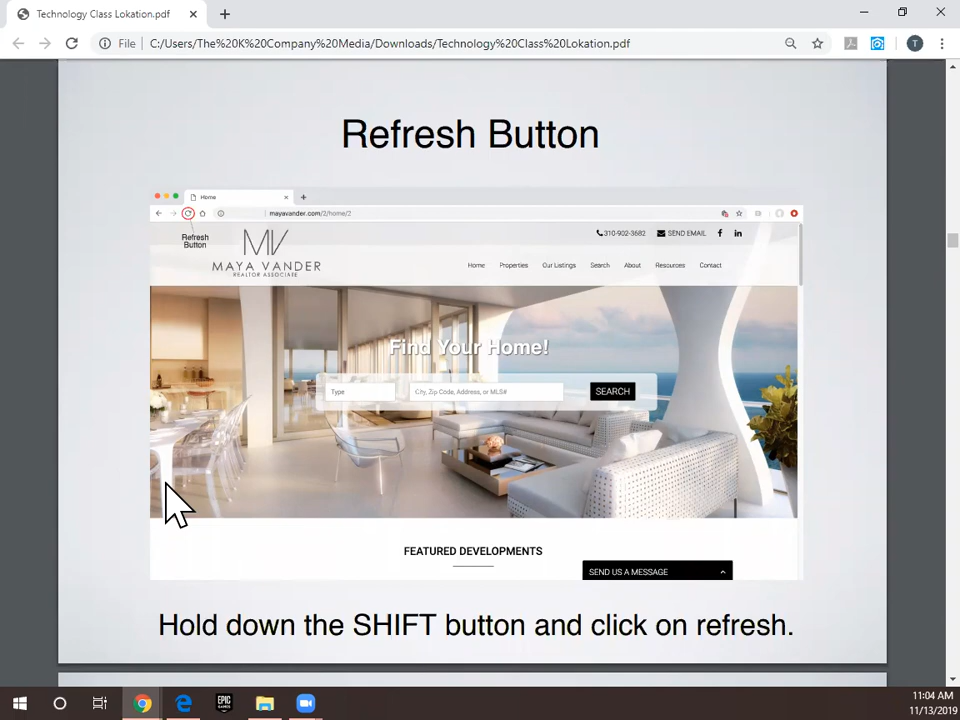 Technology Class Lokation.pdf
File
C:/Users/The%20K%20Company%20Media/Downloads/Technology%20Class%20Lokation.pdf
T
Refresh Button
Home
mayavander.com/2/home/2
Refresh
Button
MV
MAYA VANDER
REALTOR ASSOCIATE
310-902-3682
SEND EMAIL
Home
Properties
Our Listings
Search
About
Resources
Contact
Find Your Home!
Type
City, Zip Code, Address, or MLS#
SEARCH
FEATURED DEVELOPMENTS
SEND US A MESSAGE
Hold down the SHIFT button and click on refresh.
EPIC
GAMES
11:04 AM
11/13/2019